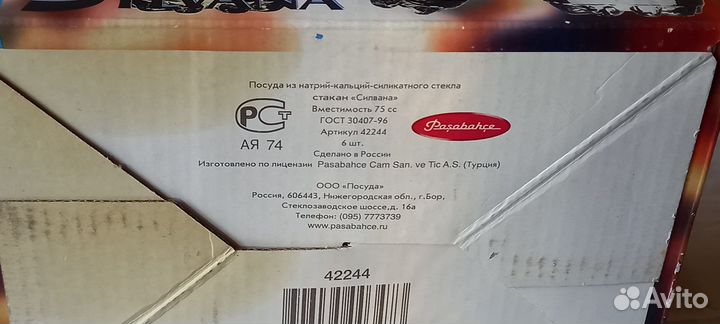 Посуда из натрий-кальций-силикатного стекла
стакан «Силвана»
Вместимость 75 сс
ГОСТ 30407-96
Артикул 42244
6 шт.
Сделано в России
РСТ
АЯ 74
Paşabahçe
Изготовлено по лицензии Pasabahce Cam San. ve Tic A.S. (Турция)
ООО «Посуда»
Россия, 606443, Нижегородская обл., г.Бор,
Стеклозаводское шоссе,д. 16а
Телефон: (095) 7773739
www.pasabahce.ru
42244
Avito